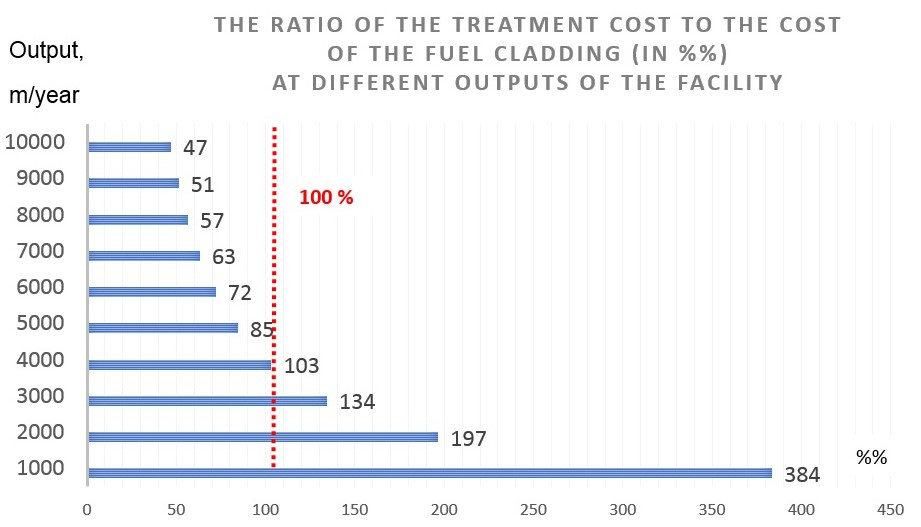 THE RATIO OF THE TREATMENT COST TO THE COST
OF THE FUEL CLADDING (IN %%)
AT DIFFERENT OUTPUTS OF THE FACILITY
Output,
m/year
10000 47
9000 51
100 %
8000 57
7000 63
6000 72
5000 85
4000 103
3000 134
2000 197
%%
1000 384
0 50 100 150 200 250 300 350 400 450